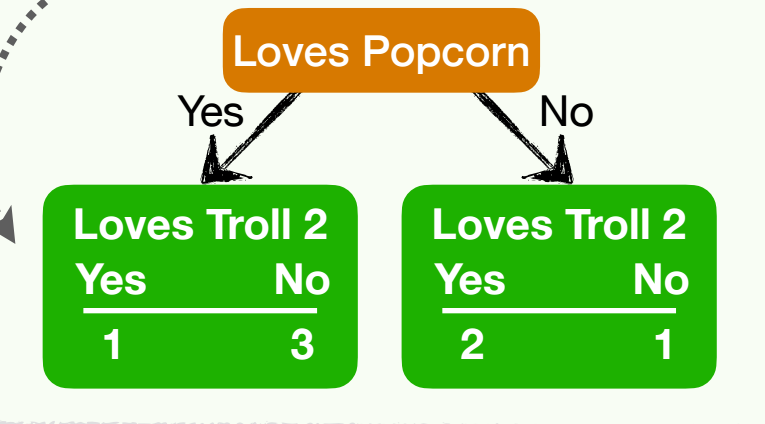 Loves Popcorn
Yes
No
Loves Troll 2
Yes No
1 3
Loves Troll 2
Yes No
2 1